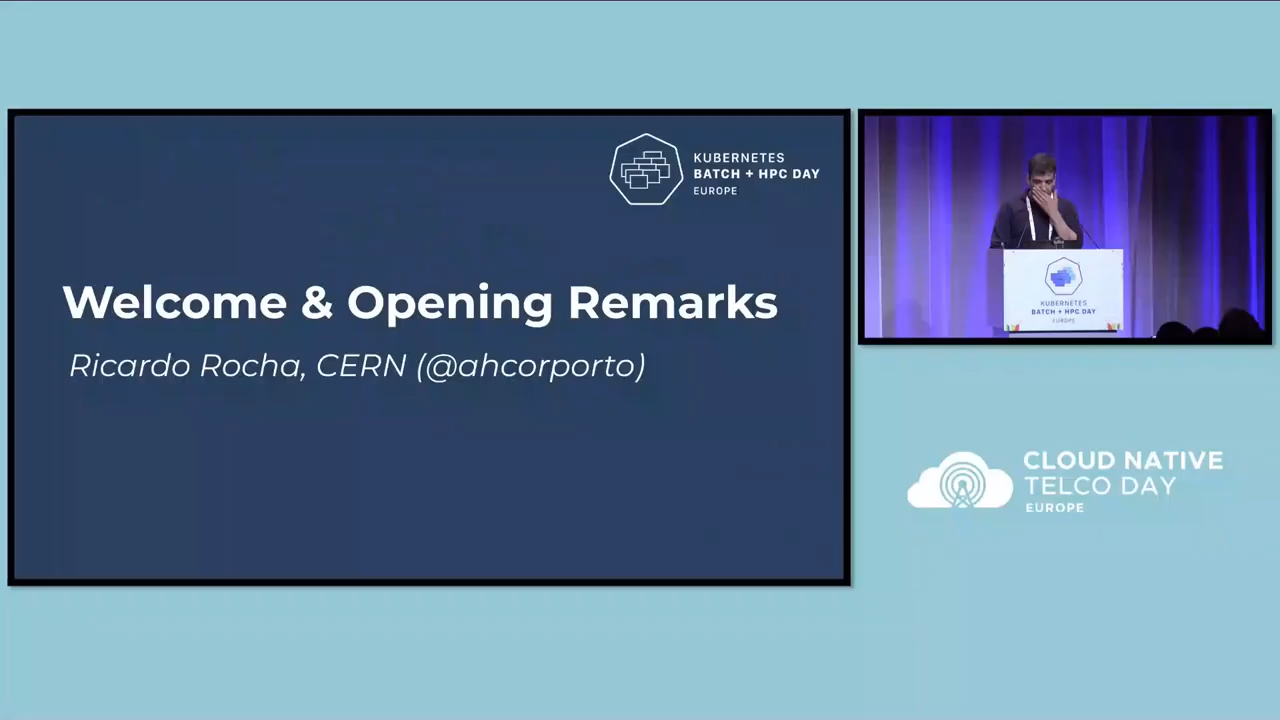 KUBERNETES
BATCH + HPC DAY
EUROPE
Welcome & Opening Remarks
Ricardo Rocha, CERN (@ahcorporto)
KUBERNETES
BATCH + HPC DAY
EUROPE
CLOUD NATIVE
TELCO DAY
EUROPE